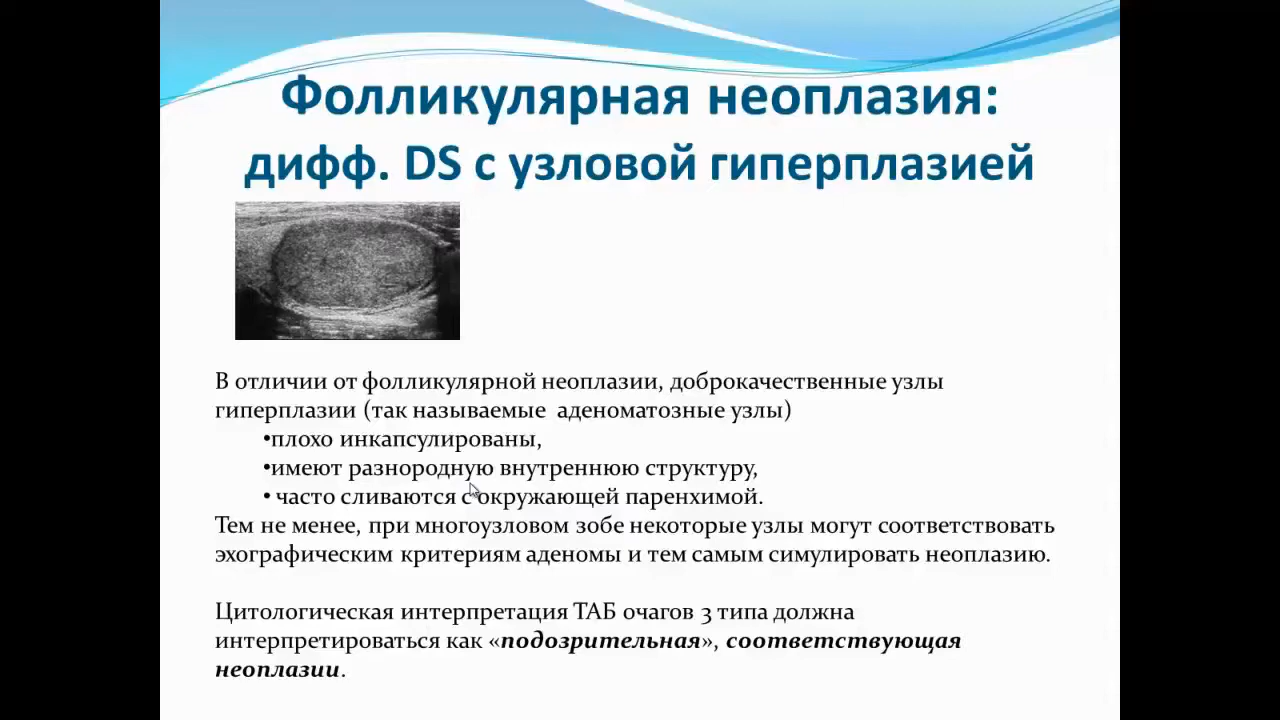 Фолликулярная неоплазия:
дифф. DS с узловой гиперплазией
В отличии от фолликулярной неоплазии, доброкачественные узлы
гиперплазии (так называемые  аденоматозные узлы)
•плохо инкапсулированы,
•имеют разнородную внутреннюю структуру,
• часто сливаются с окружающей паренхимой.
Тем не менее, при многоузловом зобе некоторые узлы могут соответствовать
эхографическим критериям аденомы и тем самым симулировать неоплазию.
Цитологическая интерпретация ТАБ очагов 3 типа должна
интерпретироваться как «подозрительная», соответствующая
неоплазии.